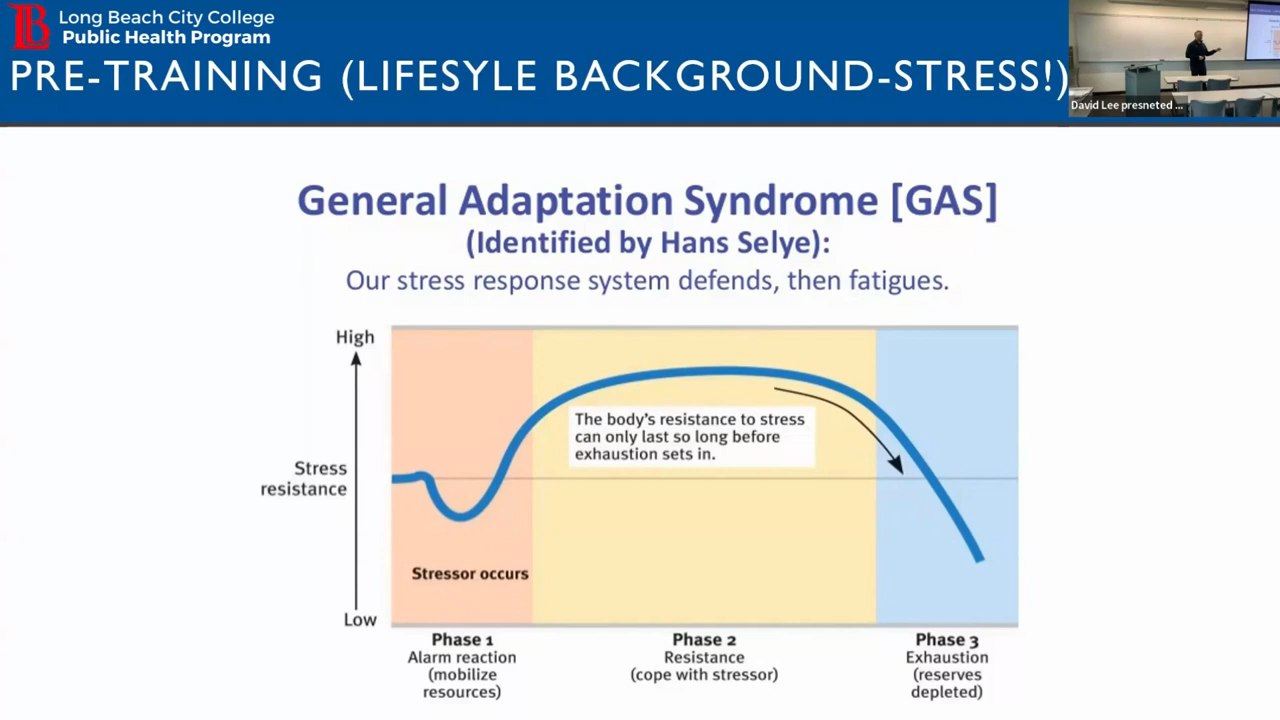 Long Beach City College
Public Health Program
PRE-TRAINING (LIFESYLE BACKGROUND-STRESS!)
David Lee presneted ...
General Adaptation Syndrome [GAS]
(Identified by Hans Selye):
Our stress response system defends, then fatigues.
High
Stress
resistance
Low
The body's resistance to stress
can only last so long before
exhaustion sets in.
Stressor occurs
Phase 1
Alarm reaction
(mobilize
resources)
Phase 2
Resistance
(cope with stressor)
Phase 3
Exhaustion
(reserves
depleted)